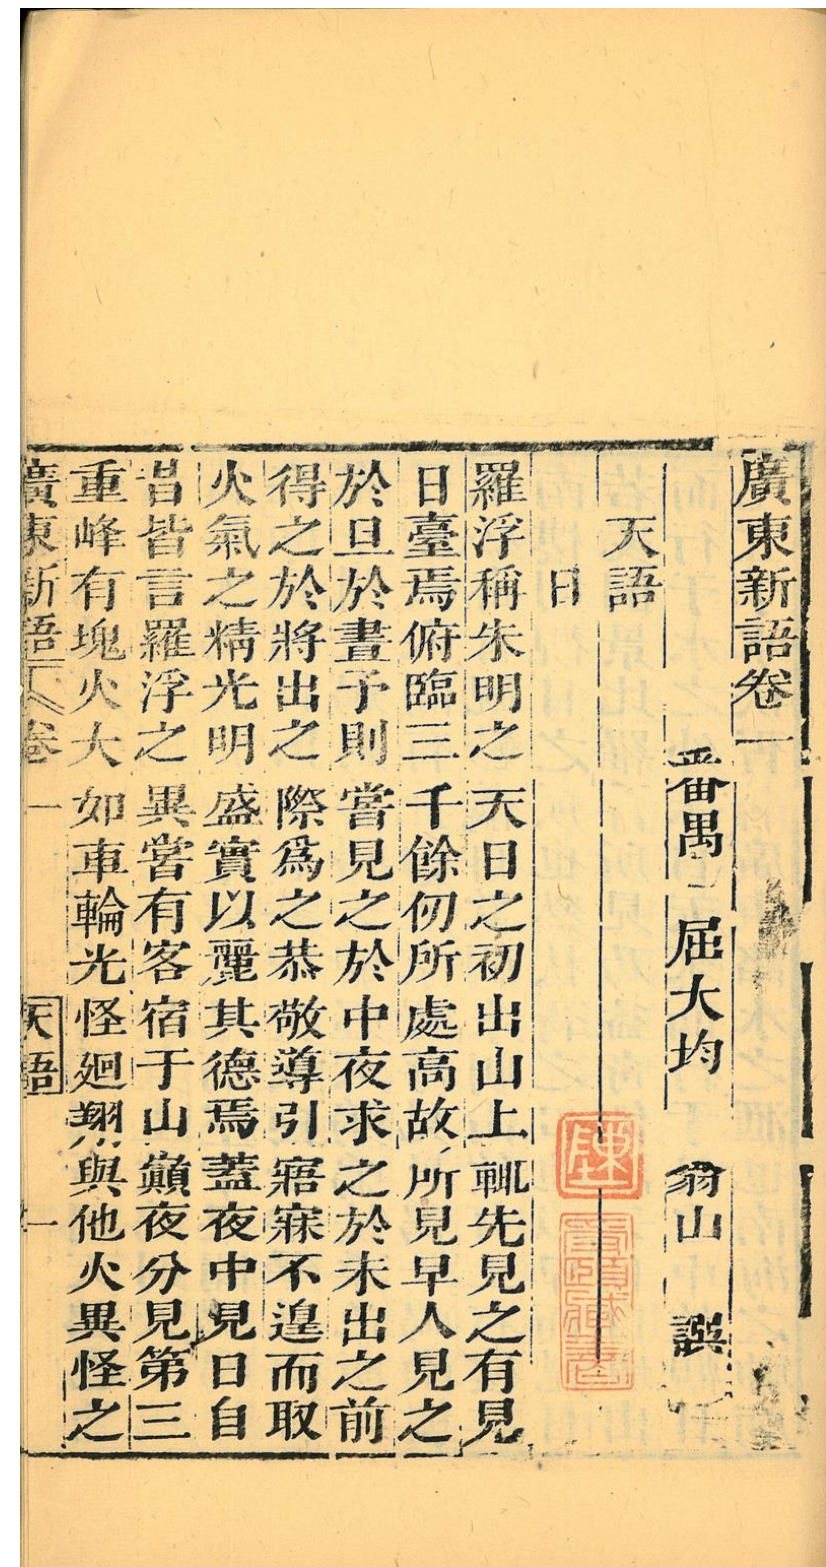 廣東新語卷一
番禺 屈大均 翁山 譔
天語
日
羅浮稱朱明之天日之初出山上輒先見之有見
日臺焉俯臨三千餘仞所處高故所見早人見之
於旦於晝予則嘗見之於中夜求之於未出之前
得之於將出之際爲之恭敬導引寤寐不遑而取
火氣之精光明盛實以麗其德焉蓋夜中見日自
昔皆言羅浮之異嘗有客宿于山巔夜分見第三
重峰有塊火大如車輪光怪廻翔與他火異怪之
廣東新語 卷一 天語 一